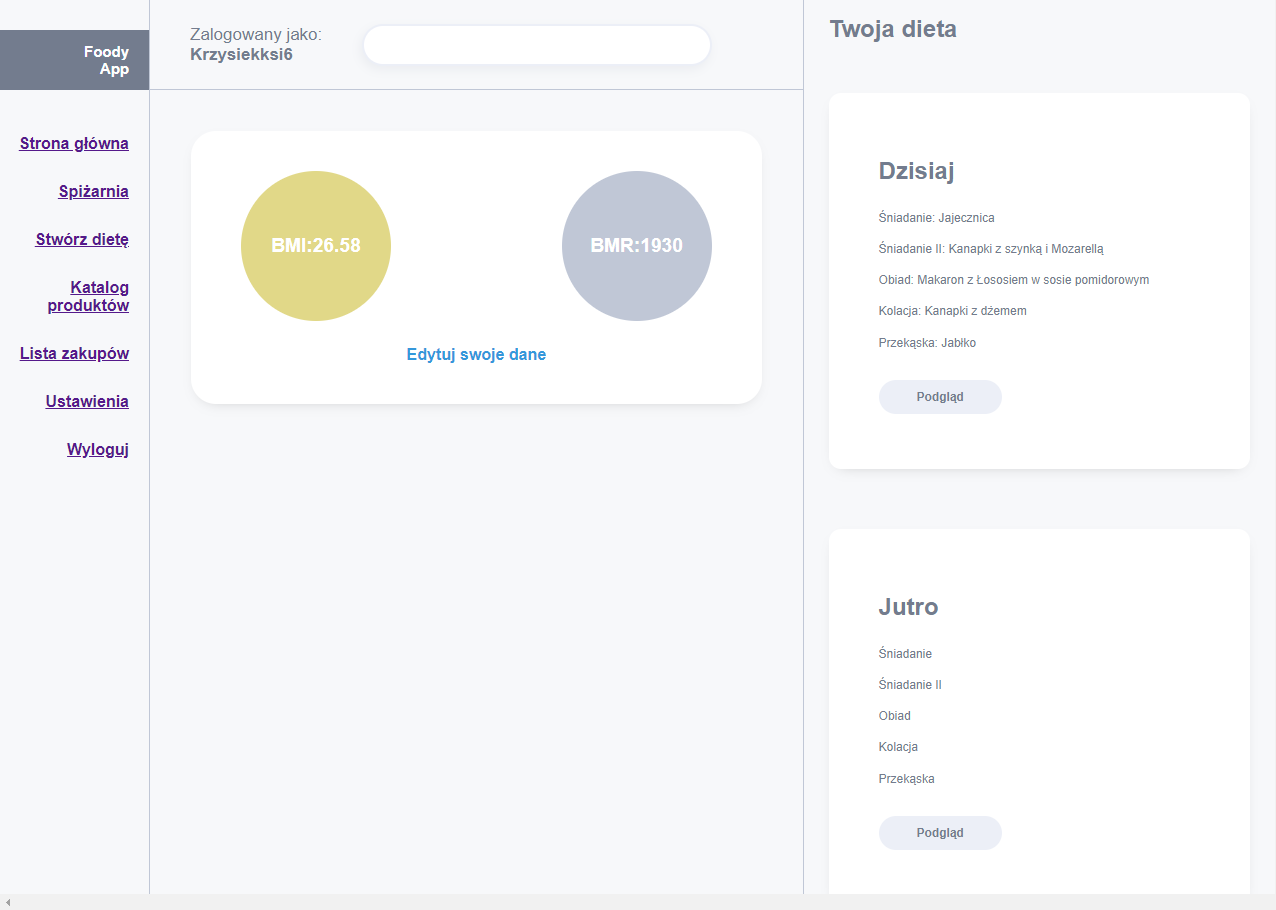 Foody
App
Strona główna
Spiżarnia
Stwórz dietę
Katalog
produktów
Lista zakupów
Ustawienia
Wyloguj
Zalogowany jako:
Krzysiekksi6
BMI:26.58
BMR:1930
Edytuj swoje dane
Twoja dieta
Dzisiaj
Śniadanie: Jajecznica
Śniadanie II: Kanapki z szynką i Mozarellą
Obiad: Makaron z Łososiem w sosie pomidorowym
Kolacja: Kanapki z dżemem
Przekąska: Jabłko
Podgląd
Jutro
Śniadanie
Śniadanie II
Obiad
Kolacja
Przekąska
Podgląd